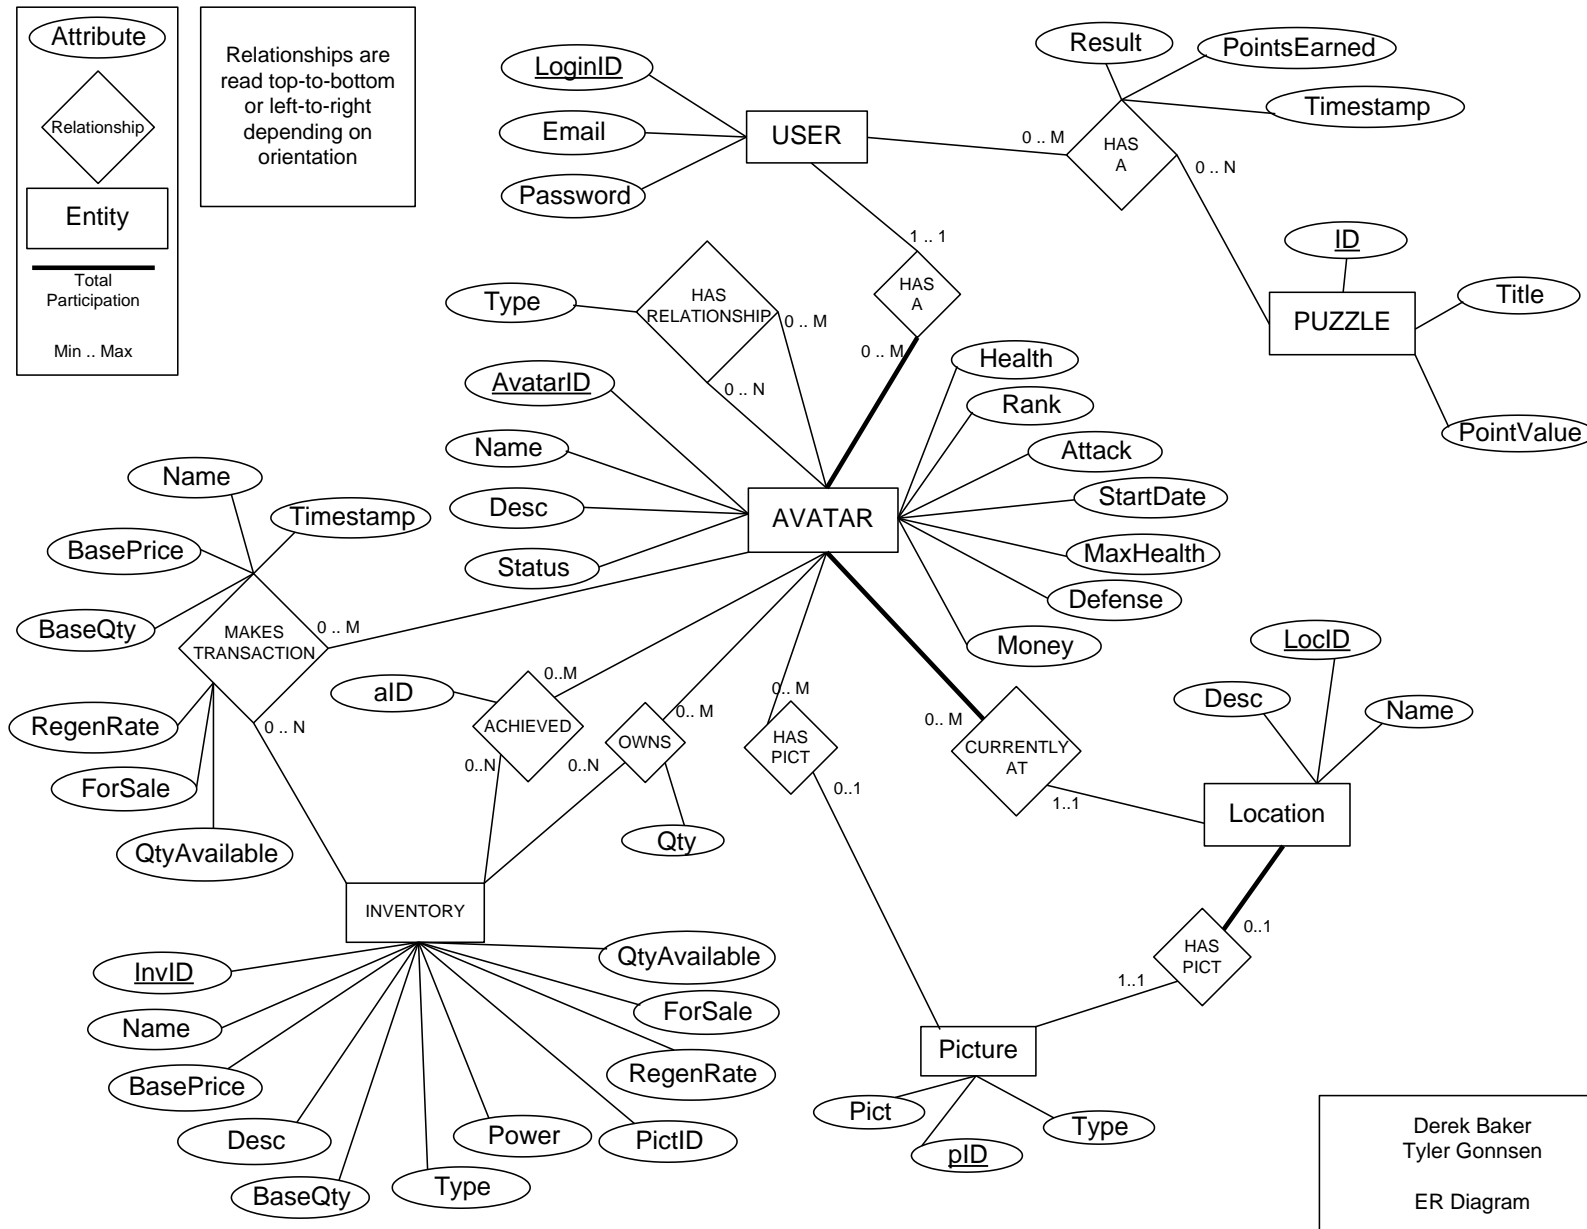 Attribute
Relationship
Entity
Total
Participation
Min .. Max
Relationships are
read top-to-bottom
or left-to-right
depending on
orientation
LoginID
Email
Password
USER
Result
PointsEarned
Timestamp
0 .. M
HAS
A
0 .. N
ID
PUZZLE
Title
PointValue
1 .. 1
HAS
A
0 .. M
Type
HAS
RELATIONSHIP
0 .. M
0 .. N
AvatarID
Name
Desc
Status
AVATAR
Health
Rank
Attack
StartDate
MaxHealth
Defense
Money
Name
Timestamp
BasePrice
BaseQty
MAKES
TRANSACTION
0 .. M
RegenRate
0 .. N
ForSale
QtyAvailable
aID
0..M
ACHIEVED
0..N
0.. M
OWNS
0..N
Qty
0.. M
HAS
PICT
0..1
0.. M
CURRENTLY
AT
1..1
LocID
Desc
Name
Location
0..1
HAS
PICT
1..1
Picture
Pict
pID
Type
INVENTORY
InvID
Name
BasePrice
Desc
BaseQty
Type
Power
PictID
RegenRate
ForSale
QtyAvailable
Derek Baker
Tyler Gonnsen
ER Diagram